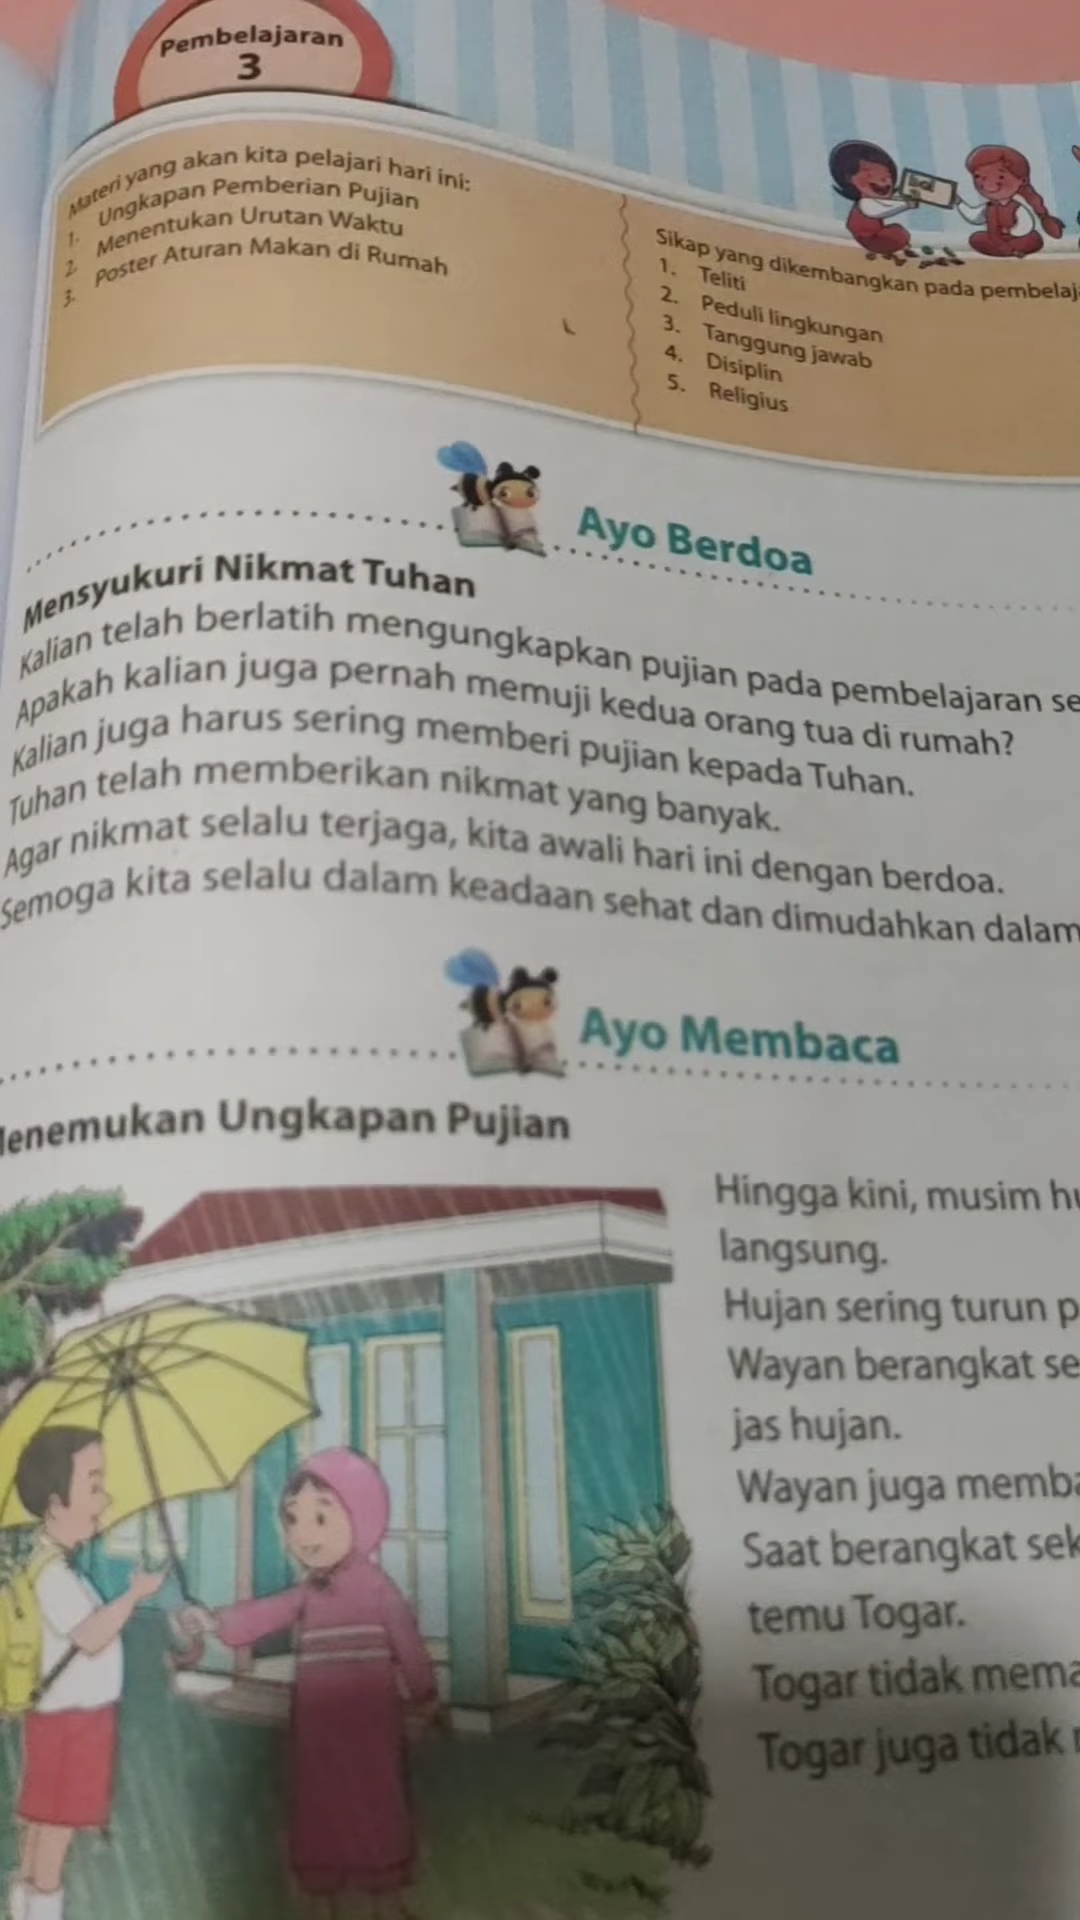 Pembelajaran
3
Materi yang akan kita pelajari hari ini:
1. Ungkapan Pemberian Pujian
2. Menentukan Urutan Waktu
3. Poster Aturan Makan di Rumah
Sikap yang dikembangkan pada
1. Teliti
2. Peduli lingkungan
3. Tanggung jawab
4. Disiplin
5. Religius
Ayo Berdoa
Mensyukuri Nikmat Tuhan
Kalian telah berlatih mengungkapkan pujian pada pembelajaran
Apakah kalian juga pernah memuji kedua orang tua di rumah?
Kalian juga harus sering memberi pujian kepada Tuhan.
Tuhan telah memberikan nikmat yang banyak.
Agar nikmat selalu terjaga, kita awali hari ini dengan berdoa.
Semoga kita selalu dalam keadaan sehat dan dimudahkan dalam
Ayo Membaca
Ungkapan Pujian
Hingga kini, musim
langsung.
Hujan sering turun
Wayan berangkat
jas hujan.
Wayan juga
Saat berangkat
temu Togar.
Togar tidak
Togar juga tidak